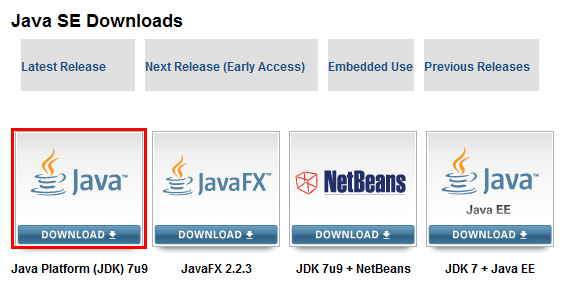 Java SE Downloads
Latest Release
Next Release (Early Access)
Embedded Use
Previous Releases
Java™
JavaFX™
NetBeans
Java™
Java EE
DOWNLOAD
DOWNLOAD
DOWNLOAD
DOWNLOAD
Java Platform (JDK) 7u9
JavaFX 2.2.3
JDK 7u9 + NetBeans
JDK 7 + Java EE